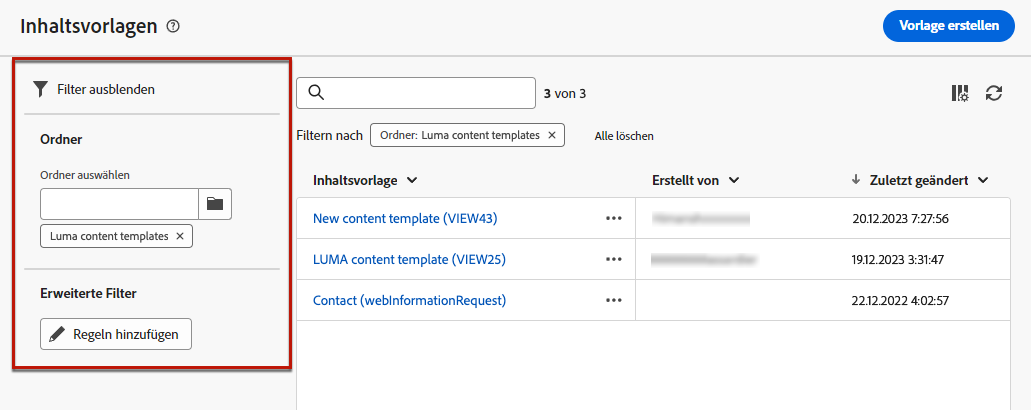 Inhaltsvorlagen
Vorlage erstellen
Filter ausblenden
Ordner
Ordner auswählen
Luma content templates
Erweiterte Filter
Regeln hinzufügen
3 von 3
Filtern nach Ordner: Luma content templates Alle löschen
Inhaltsvorlage Erstellt von Zuletzt geändert
New content template (VIEW43) 20.12.2023 7:27:56
LUMA content template (VIEW25) 19.12.2023 3:31:47
Contact (webInformationRequest) 22.12.2022 4:02:57